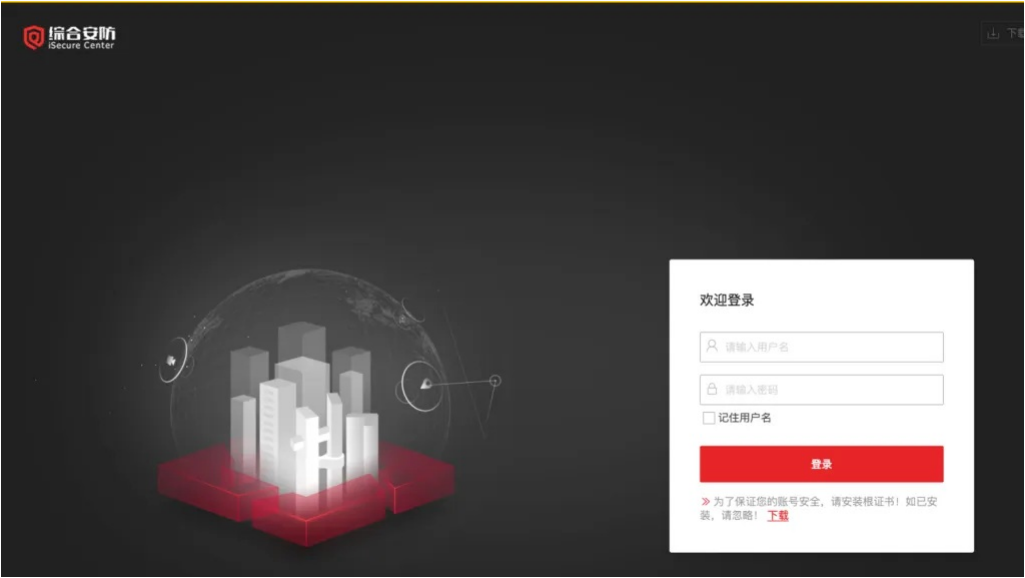 综合安防
iSecure Center
下载
欢迎登录
请输入用户名
请输入密码
记住用户名
登录
为了保证您的账号安全，请安装根证书！如已安
装，请忽略！ 下载